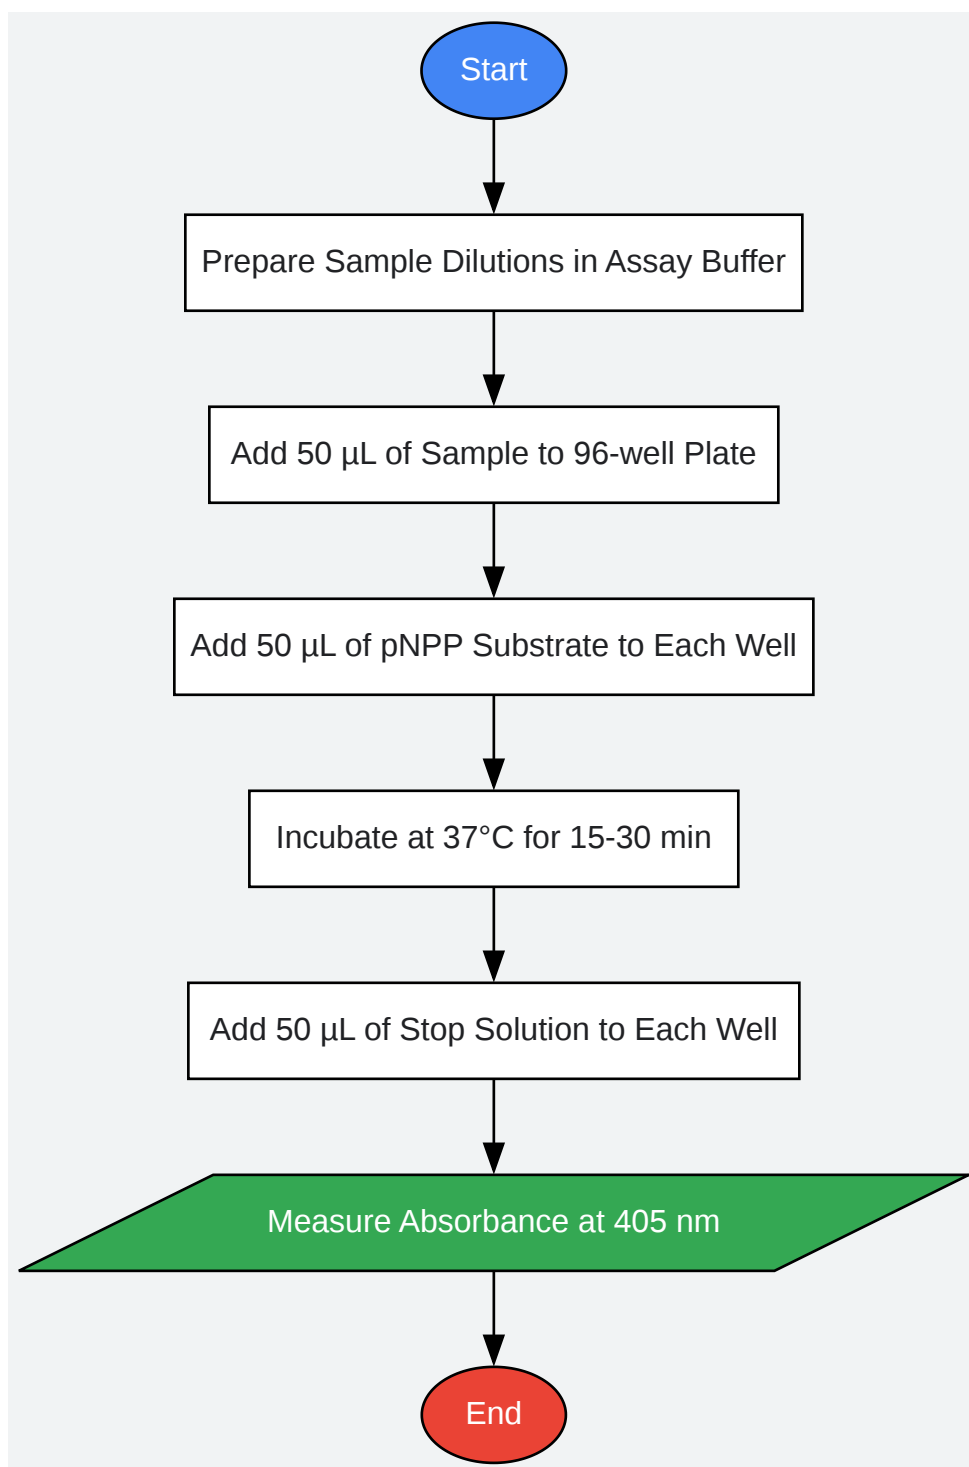 Start
Prepare Sample Dilutions in Assay Buffer
Add 50 µL of Sample to 96-well Plate
Add 50 µL of pNPP Substrate to Each Well
Incubate at 37°C for 15-30 min
Add 50 µL of Stop Solution to Each Well
Measure Absorbance at 405 nm
End